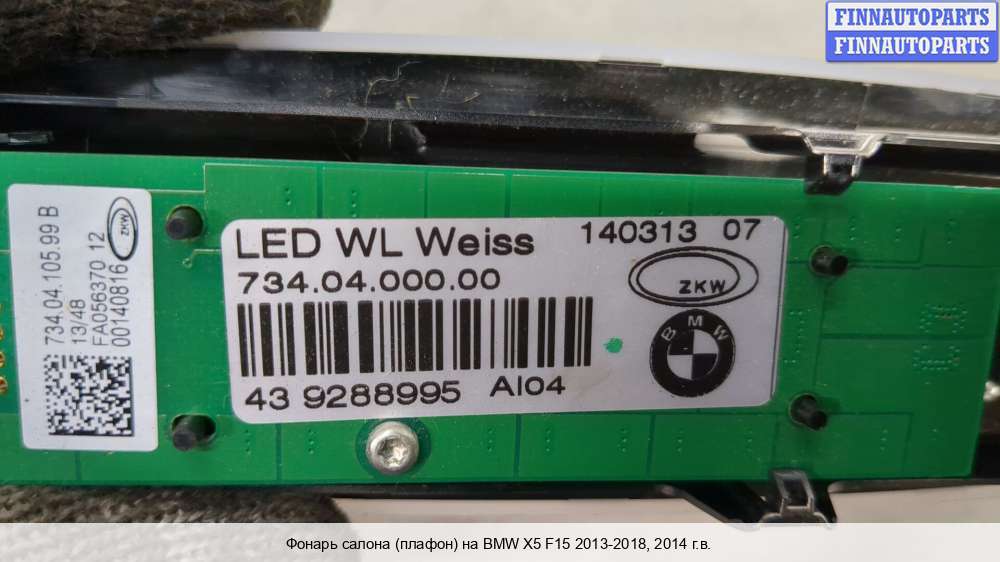 FINNAUTOPARTS
FINNAUTOPARTS
734.04.105.99 B
13/48
FA056370 12
00140816
ZKW
LED WL Weiss
140313 07
734.04.000.00
ZKW
BMW
43 9288995 AI04
Фонарь салона (плафон) на BMW X5 F15 2013-2018, 2014 г.в.